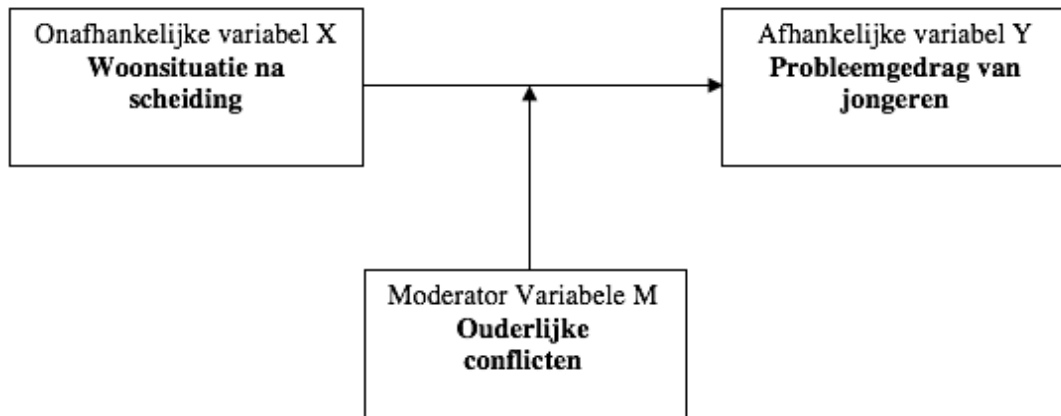 Onafhankelijke variabel X
Woonsituatie na
scheiding
Afhankelijke variabel Y
Probleemgedrag van
jongeren
Moderator Variabele M
Ouderlijke
conflicten